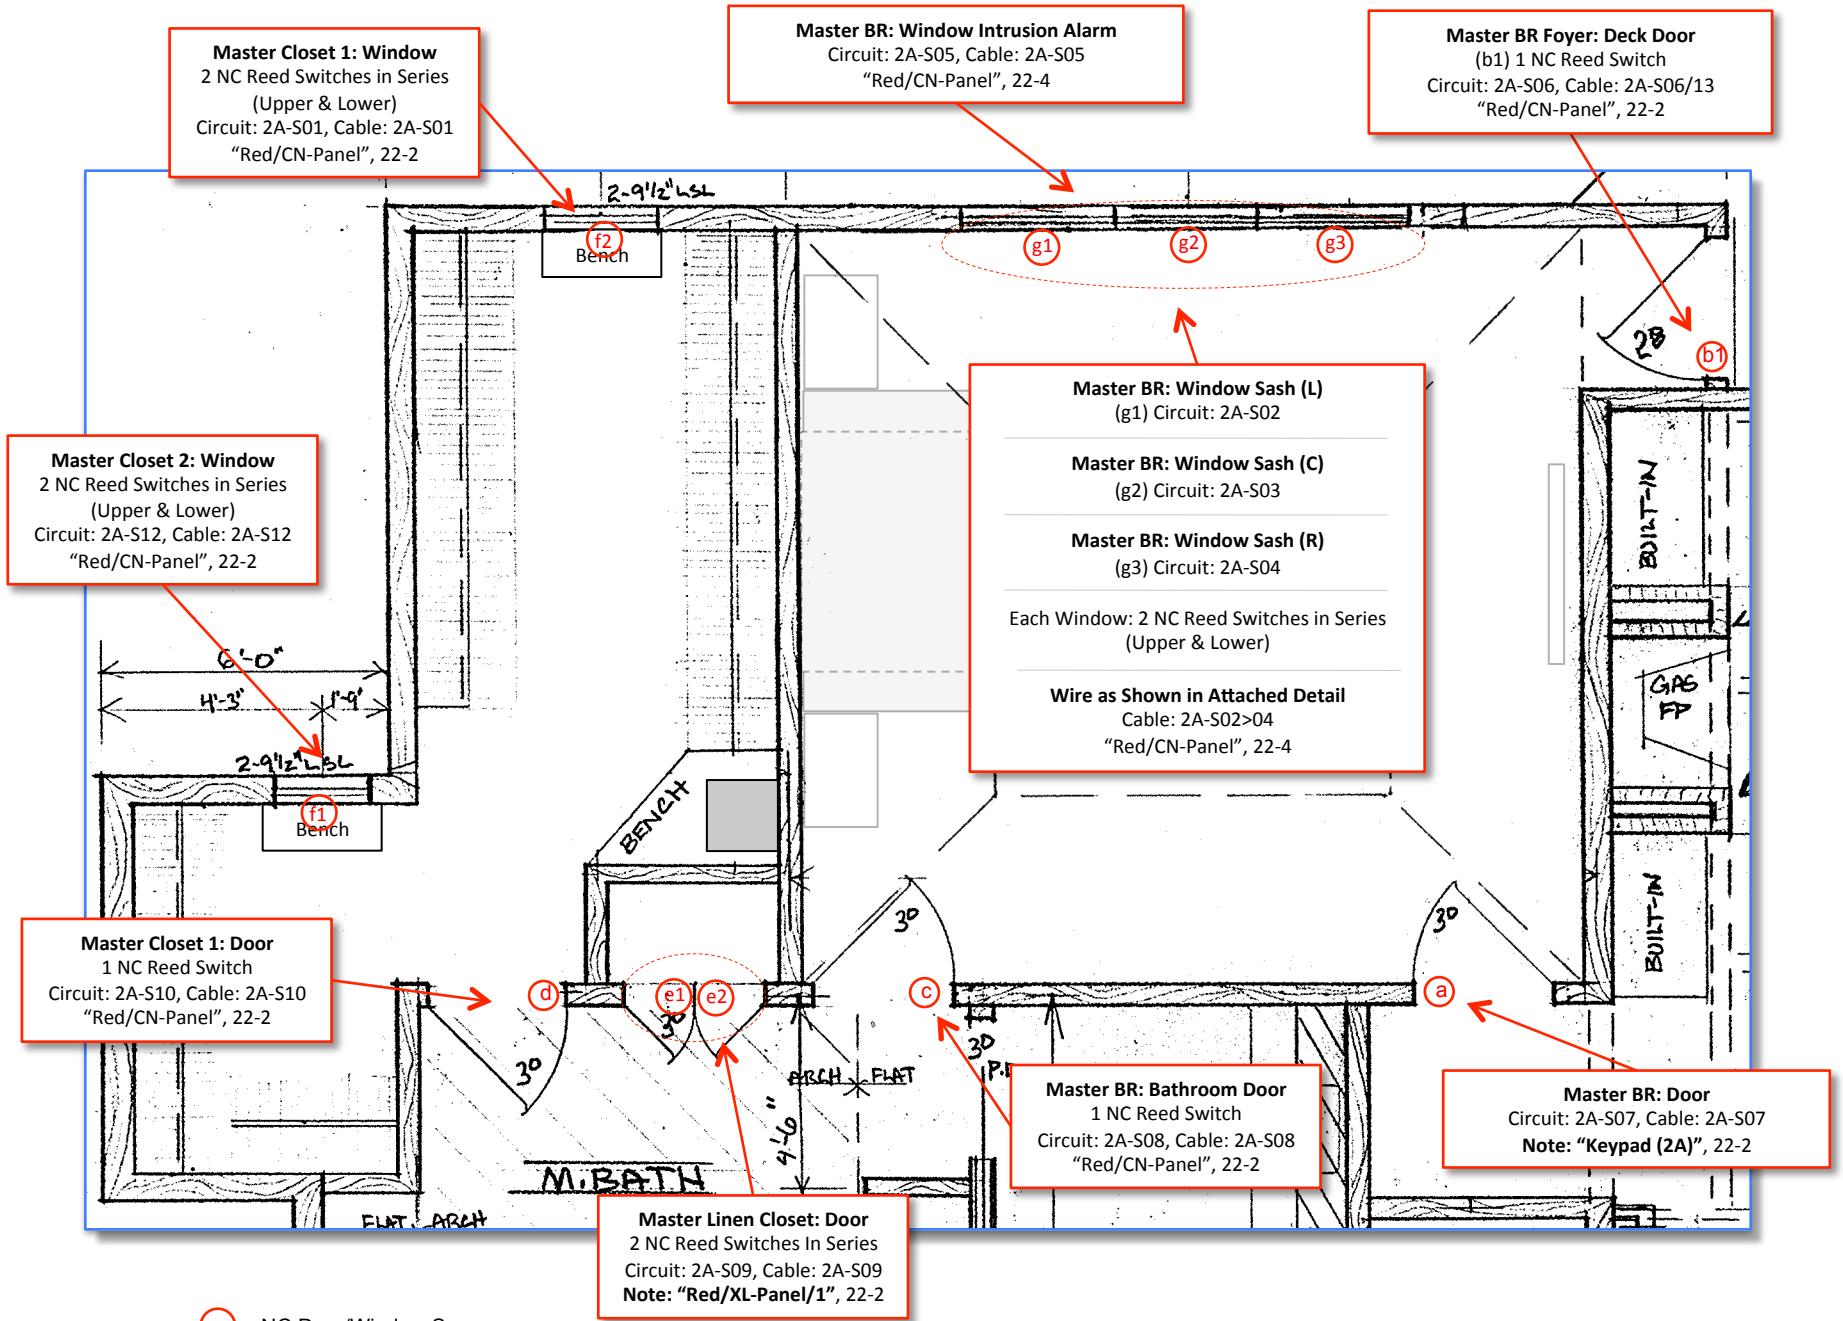 Master Closet 1: Window
2 NC Reed Switches in Series
(Upper & Lower)
Circuit: 2A-S01, Cable: 2A-S01
“Red/CN-Panel”, 22-2
Master BR: Window Intrusion Alarm
Circuit: 2A-S05, Cable: 2A-S05
“Red/CN-Panel”, 22-4
Master BR Foyer: Deck Door
(b1) 1 NC Reed Switch
Circuit: 2A-S06, Cable: 2A-S06/13
“Red/CN-Panel”, 22-2
2-9 1/2" LSL
f2
Bench
g1
g2
g3
28
b1
Master BR: Window Sash (L)
(g1) Circuit: 2A-S02
Master BR: Window Sash (C)
(g2) Circuit: 2A-S03
Master BR: Window Sash (R)
(g3) Circuit: 2A-S04
Each Window: 2 NC Reed Switches in Series
(Upper & Lower)
Wire as Shown in Attached Detail
Cable: 2A-S02>04
“Red/CN-Panel”, 22-4
Master Closet 2: Window
2 NC Reed Switches in Series
(Upper & Lower)
Circuit: 2A-S12, Cable: 2A-S12
“Red/CN-Panel”, 22-2
BUILT-IN
6'-0"
4'-3"
1'-9"
GAS
FP
2-9 1/2" LSL
f1
Bench
BENCH
30
30
BUILT-IN
Master Closet 1: Door
1 NC Reed Switch
Circuit: 2A-S10, Cable: 2A-S10
“Red/CN-Panel”, 22-2
d
e1
e2
c
a
30
30
30
ARCH
FLAT
4'-6"
Master BR: Bathroom Door
1 NC Reed Switch
Circuit: 2A-S08, Cable: 2A-S08
“Red/CN-Panel”, 22-2
Master BR: Door
Circuit: 2A-S07, Cable: 2A-S07
Note: “Keypad (2A)”, 22-2
M. BATH
FLAT
ARCH
Master Linen Closet: Door
2 NC Reed Switches In Series
Circuit: 2A-S09, Cable: 2A-S09
Note: “Red/XL-Panel/1”, 22-2